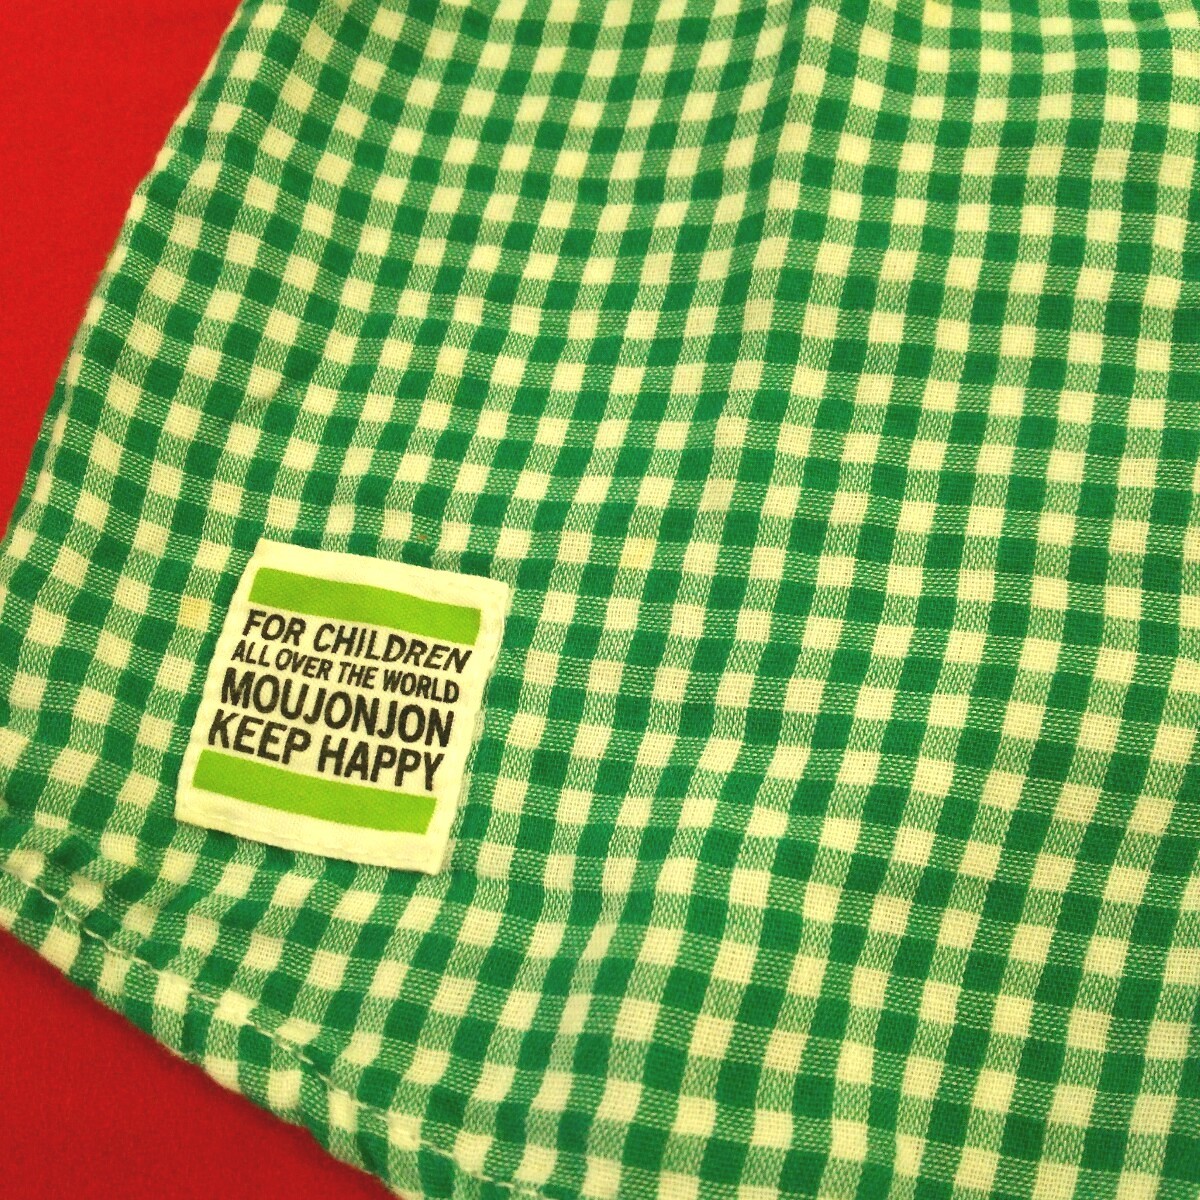 FOR CHILDREN
ALL OVER THE WORLD
MOUJONJON
KEEP HAPPY